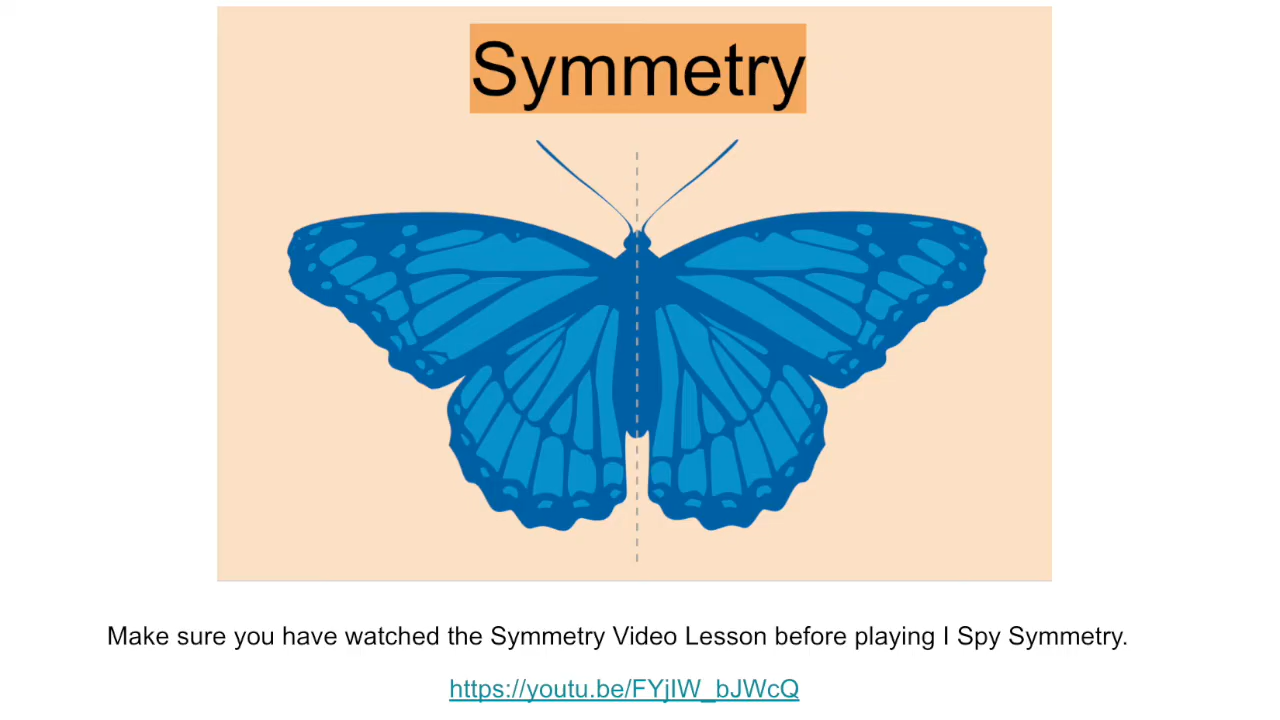 Symmetry
Make sure you have watched the Symmetry Video Lesson before playing I Spy Symmetry.
https://youtu.be/FYjIW_bJWcQ